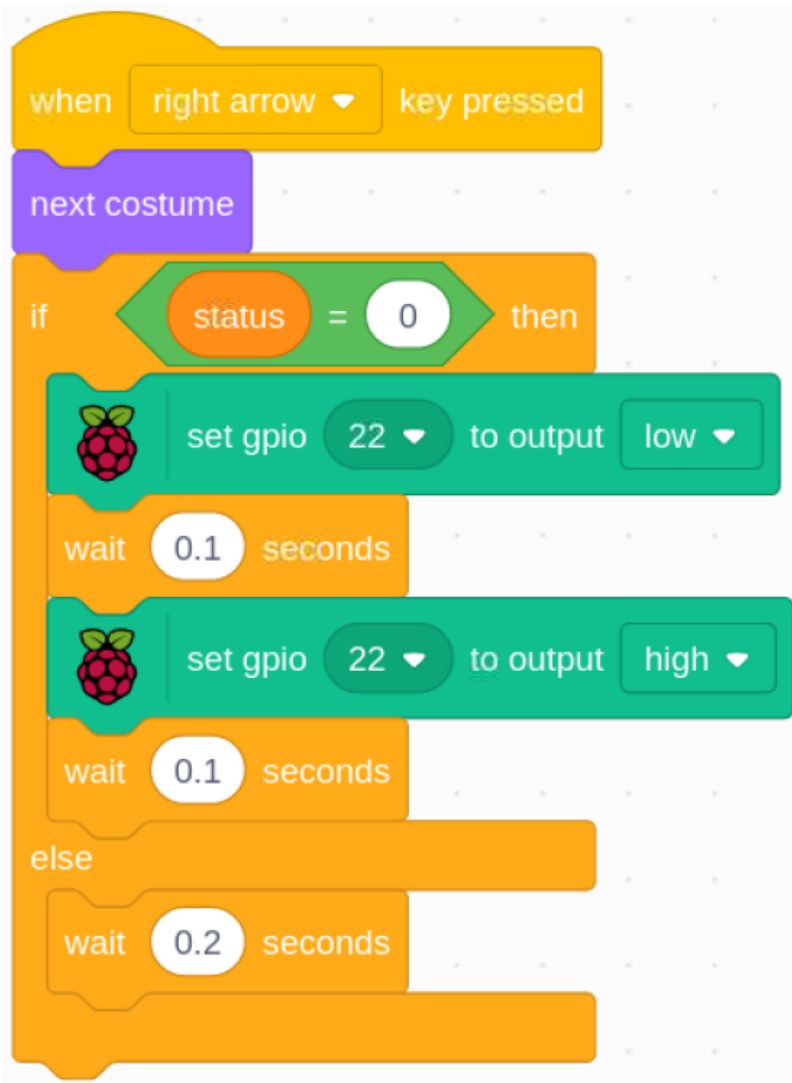 when right arrow key pressed
next costume
if status = 0 then
set gpio 22 to output low
wait 0.1 seconds
set gpio 22 to output high
wait 0.1 seconds
else
wait 0.2 seconds